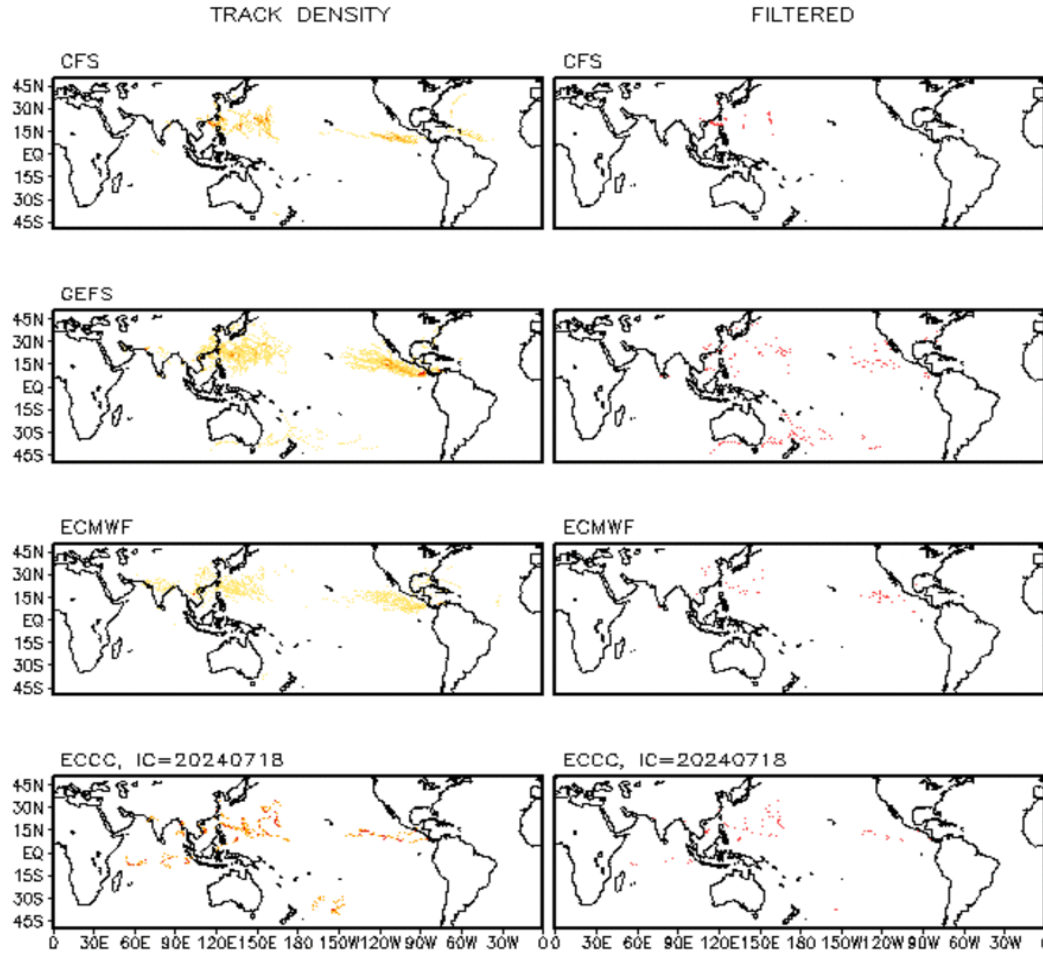 TRACK DENSITY FILTERED
CFS CFS
45N
30N
15N
EQ
15S
30S
45S
GEFS
45N
30N
15N
EQ
15S
30S
45S
ECMWF ECMWF
45N
30N
15N
EQ
15S
30S
45S
ECCC, IC=20240718 ECCC, IC=20240718
45N
30N
15N
EQ
15S
30S
45S
0 30E 60E 90E 120E 150E 180 150W 120W 90W 60W 30W 0 30E 60E 90E 120E 150E 180 150W 120W 90W 60W 30W